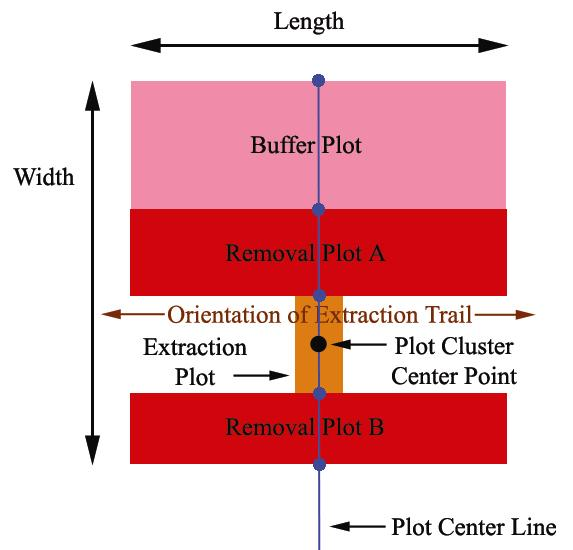 Length
Buffer Plot
Width
Removal Plot A
Orientation of Extraction Trail
Extraction
Plot
Plot Cluster
Center Point
Removal Plot B
Plot Center Line